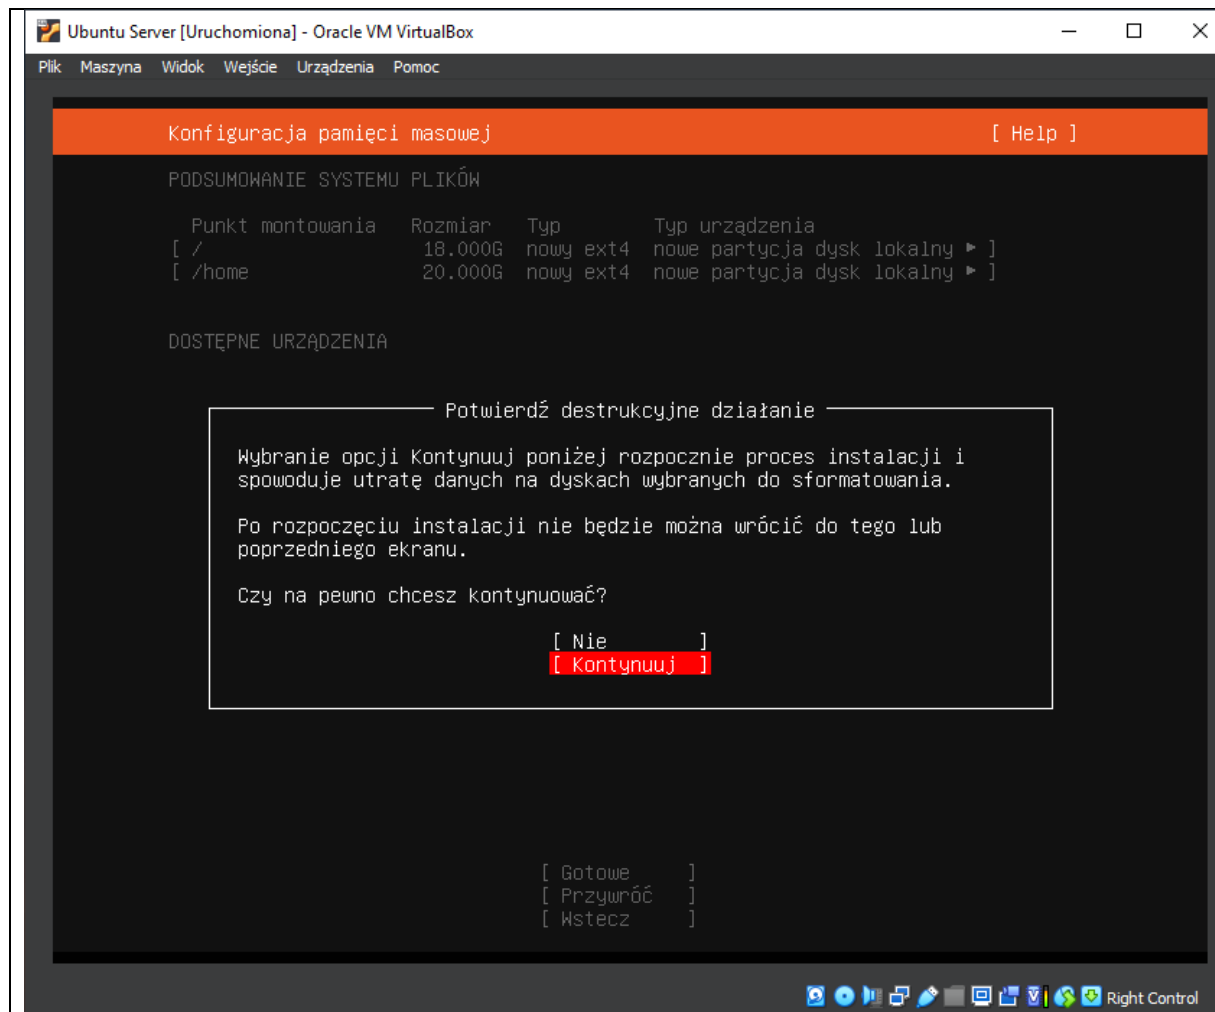 Ubuntu Server [Uruchomiona] - Oracle VM VirtualBox
Plik Maszyna Widok Wejście Urządzenia Pomoc
Konfiguracja pamięci masowej [ Help ]
PODSUMOWANIE SYSTEMU PLIKÓW
Punkt montowania Rozmiar Typ Typ urządzenia
[ / 18.000G nowy ext4 nowe partycja dysk lokalny ▸ ]
[ /home 20.000G nowy ext4 nowe partycja dysk lokalny ▸ ]
DOSTĘPNE URZĄDZENIA
Potwierdź destrukcyjne działanie
Wybranie opcji Kontynuuj poniżej rozpocznie proces instalacji i
spowoduje utratę danych na dyskach wybranych do sformatowania.
Po rozpoczęciu instalacji nie będzie można wrócić do tego lub
poprzedniego ekranu.
Czy na pewno chcesz kontynuować?
[ Nie ]
[ Kontynuuj ]
[ Gotowe ]
[ Przywróć ]
[ Wstecz ]
Right Control